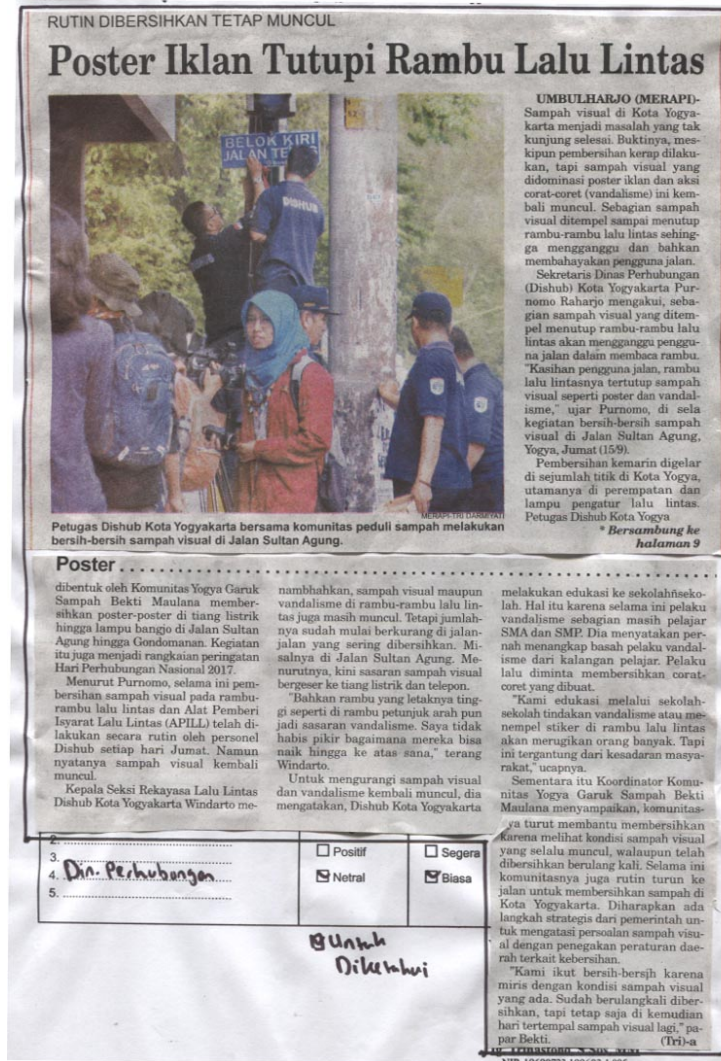 RUTIN DIBERSIHKAN TETAP MUNCUL
Poster Iklan Tutupi Rambu Lalu Lintas
BELOK KIRI
JALAN TE
DISHUB
MERAPI-TRI DARMIYATI
Petugas Dishub Kota Yogyakarta bersama komunitas peduli sampah melakukan
bersih-bersih sampah visual di Jalan Sultan Agung.
UMBULHARJO (MERAPI)-
Sampah visual di Kota Yogya-
karta menjadi masalah yang tak
kunjung selesai. Buktinya, mes-
kipun pembersihan kerap dilaku-
kan, tapi sampah visual yang
didominasi poster iklan dan aksi
corat-coret (vandalisme) ini kem-
bali muncul. Sebagian sampah
visual ditempel sampai menutup
rambu-rambu lalu lintas sehing-
ga mengganggu dan bahkan
membahayakan pengguna jalan.
Sekretaris Dinas Perhubungan
(Dishub) Kota Yogyakarta Pur-
nomo Raharjo mengakui, seba-
gian sampah visual yang ditem-
pel menutup rambu-rambu lalu
lintas akan mengganggu penggu-
na jalan dalam membaca rambu.
"Kasihan pengguna jalan, rambu
lalu lintasnya tertutup sampah
visual seperti poster dan vandal-
isme," ujar Purnomo, di sela
kegiatan bersih-bersih sampah
visual di Jalan Sultan Agung,
Yogya, Jumat (15/9).
Pembersihan kemarin digelar
di sejumlah titik di Kota Yogya,
utamanya di perempatan dan
lampu pengatur lalu lintas.
Petugas Dishub Kota Yogya
* Bersambung ke
halaman 9
Poster
dibentuk oleh Komunitas Yogya Garuk
Sampah Bekti Maulana member-
sihkan poster-poster di tiang listrik
hingga lampu bangjo di Jalan Sultan
Agung hingga Gondomanan. Kegiatan
itu juga menjadi rangkaian peringatan
Hari Perhubungan Nasional 2017.
Menurut Purnomo, selama ini pem-
bersihan sampah visual pada rambu-
rambu lalu lintas dan Alat Pemberi
Isyarat Lalu Lintas (APILL) telah di-
lakukan secara rutin oleh personel
Dishub setiap hari Jumat. Namun
nyatanya sampah visual kembali
muncul.
Kepala Seksi Rekayasa Lalu Lintas
Dishub Kota Yogyakarta Windarto me-
nambhahkan, sampah visual maupun
vandalisme di rambu-rambu lalu lin-
tas juga masih muncul. Tetapi jumlah-
nya sudah mulai berkurang di jalan-
jalan yang sering dibersihkan. Mi-
salnya di Jalan Sultan Agung. Me-
nurutnya, kini sasaran sampah visual
bergeser ke tiang listrik dan telepon.
"Bahkan rambu yang letaknya ting-
gi seperti di rambu petunjuk arah pun
jadi sasaran vandalisme. Saya tidak
habis pikir bagaimana mereka bisa
naik hingga ke atas sana," terang
Windarto.
Untuk mengurangi sampah visual
dan vandalisme kembali muncul, dia
mengatakan, Dishub Kota Yogyakarta
melakukan edukasi ke sekolahñseko-
lah. Hal itu karena selama ini pelaku
vandalisme sebagian masih pelajar
SMA dan SMP. Dia menyatakan per-
nah menangkap basah pelaku vandal-
isme dari kalangan pelajar. Pelaku
lalu diminta membersihkan corat-
coret yang dibuat.
"Kami edukasi melalui sekolah-
sekolah tindakan vandalisme atau me-
nempel stiker di rambu lalu lintas
akan merugikan orang banyak. Tapi
ini tergantung dari kesadaran masya-
rakat," ucapnya.
Sementara itu Koordinator Komu-
nitas Yogya Garuk Sampah Bekti
Maulana menyampaikan, komunitas-
ya turut membantu membersihkan
karena melihat kondisi sampah visual
yang selalu muncul, walaupun telah
dibersihkan berulang kali. Selama ini
komunitasnya juga rutin turun ke
jalan untuk membersihkan sampah di
Kota Yogyakarta. Diharapkan ada
langkah strategis dari pemerintah un-
tuk mengatasi persoalan sampah visu-
al dengan penegakan peraturan dae-
rah terkait kebersihan.
"Kami ikut bersih-bersih karena
miris dengan kondisi sampah visual
yang ada. Sudah berulangkali diber-
sihkan, tapi tetap saja di kemudian
hari tertempal sampah visual lagi," pa-
par Bekti. (Tri)-a
2.
3.
4. Din. Perhubongan
5.
Positif
Netral
Segera
Biasa
Untuk
Diketahui